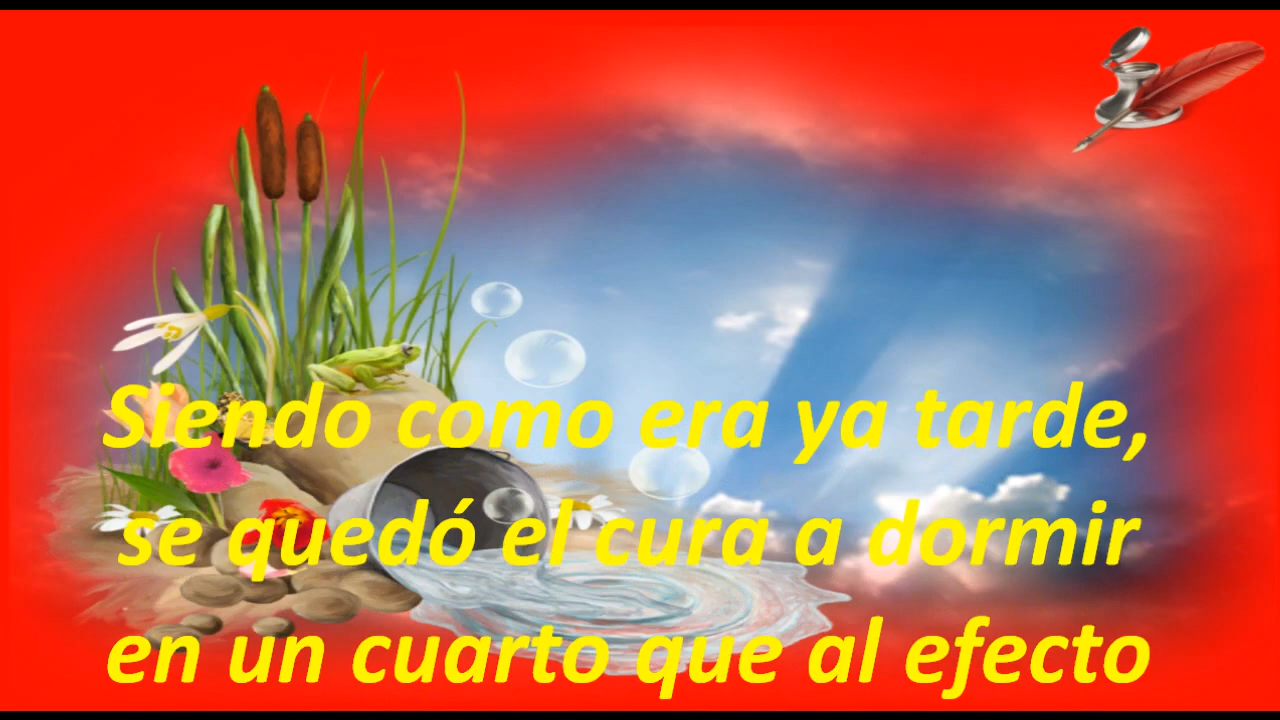 Siendo como era ya tarde,
se quedó el cura a dormir
en un cuarto que al efecto